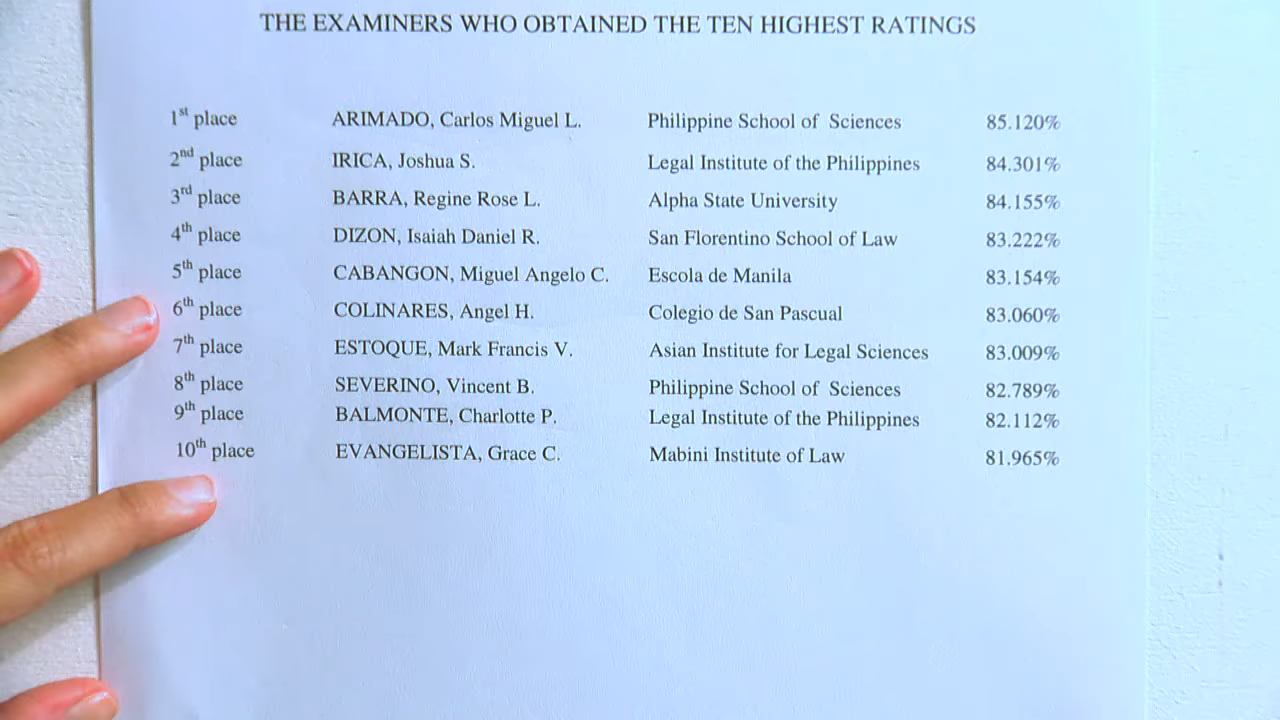 THE EXAMINERS WHO OBTAINED THE TEN HIGHEST RATINGS
1st place ARIMADO, Carlos Miguel L. Philippine School of Sciences 85.120%
2nd place IRICA, Joshua S. Legal Institute of the Philippines 84.301%
3rd place BARRA, Regine Rose L. Alpha State University 84.155%
4th place DIZON, Isaiah Daniel R. San Florentino School of Law 83.222%
5th place CABANGON, Miguel Angelo C. Escola de Manila 83.154%
6th place COLINARES, Angel H. Colegio de San Pascual 83.060%
7th place ESTOQUE, Mark Francis V. Asian Institute for Legal Sciences 83.009%
8th place SEVERINO, Vincent B. Philippine School of Sciences 82.789%
9th place BALMONTE, Charlotte P. Legal Institute of the Philippines 82.112%
10th place EVANGELISTA, Grace C. Mabini Institute of Law 81.965%